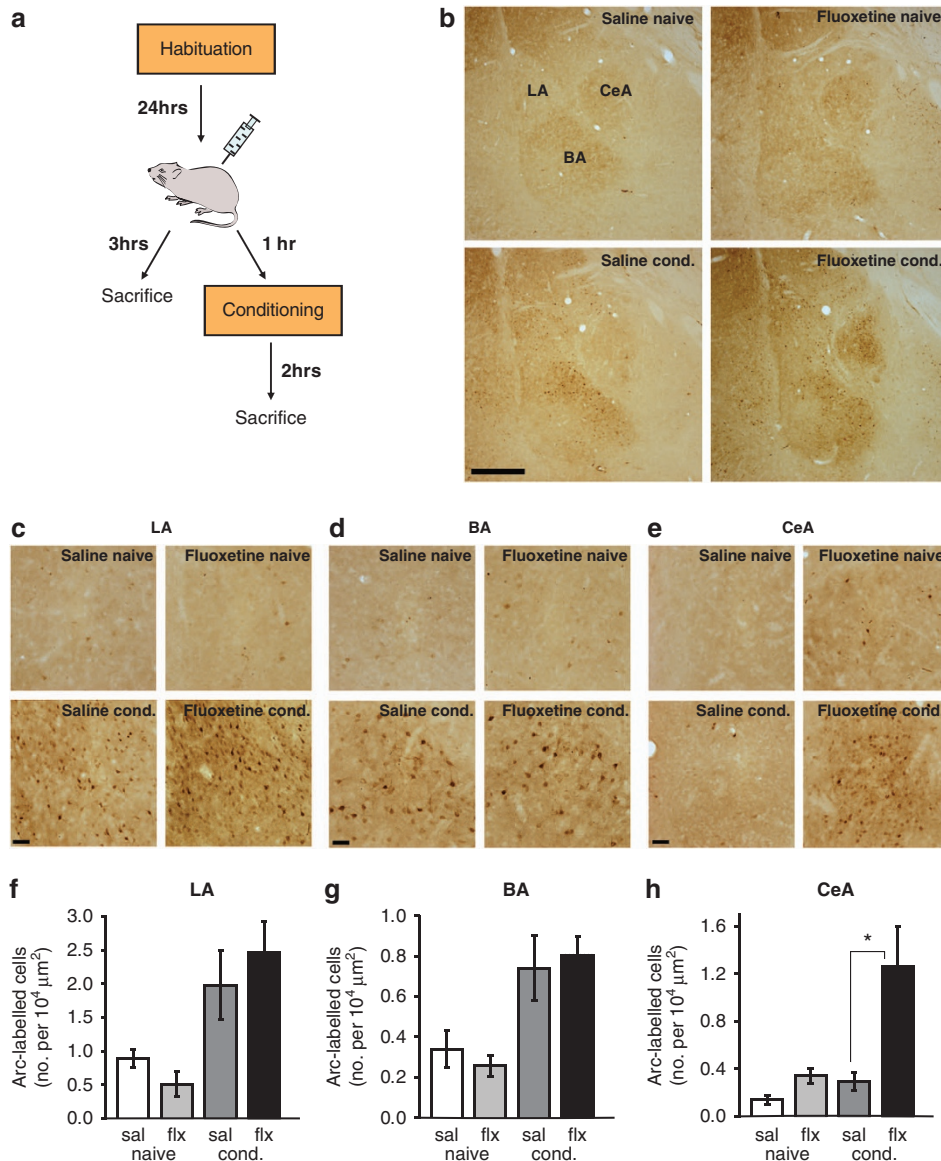 a
Habituation
24hrs
3hrs
1 hr
Sacrifice
Conditioning
2hrs
Sacrifice
b
Saline naive
Fluoxetine naive
LA
CeA
BA
Saline cond.
Fluoxetine cond.
c
LA
Saline naive
Fluoxetine naive
Saline cond.
Fluoxetine cond.
d
BA
Saline naive
Fluoxetine naive
Saline cond.
Fluoxetine cond.
e
CeA
Saline naive
Fluoxetine naive
Saline cond.
Fluoxetine cond.
f
LA
Arc-labelled cells
(no. per 10⁴ μm²)
3.0
2.5
2.0
1.5
1.0
0.5
0.0
sal flx sal flx
naive cond.
g
BA
Arc-labelled cells
(no. per 10⁴ μm²)
1.0
0.8
0.6
0.4
0.2
0.0
sal flx sal flx
naive cond.
h
CeA
Arc-labelled cells
(no. per 10⁴ μm²)
1.6
1.2
0.8
0.4
0.0
*
sal flx sal flx
naive cond.